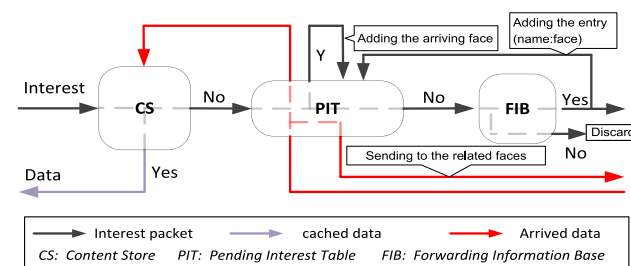 Adding the entry
(name:face)
Adding the arriving face
Y
Interest
No
No
Yes
CS
PIT
FIB
Discard
No
Data
Yes
Sending to the related faces
Interest packet
cached data
Arrived data
CS: Content Store
PIT: Pending Interest Table
FIB: Forwarding Information Base